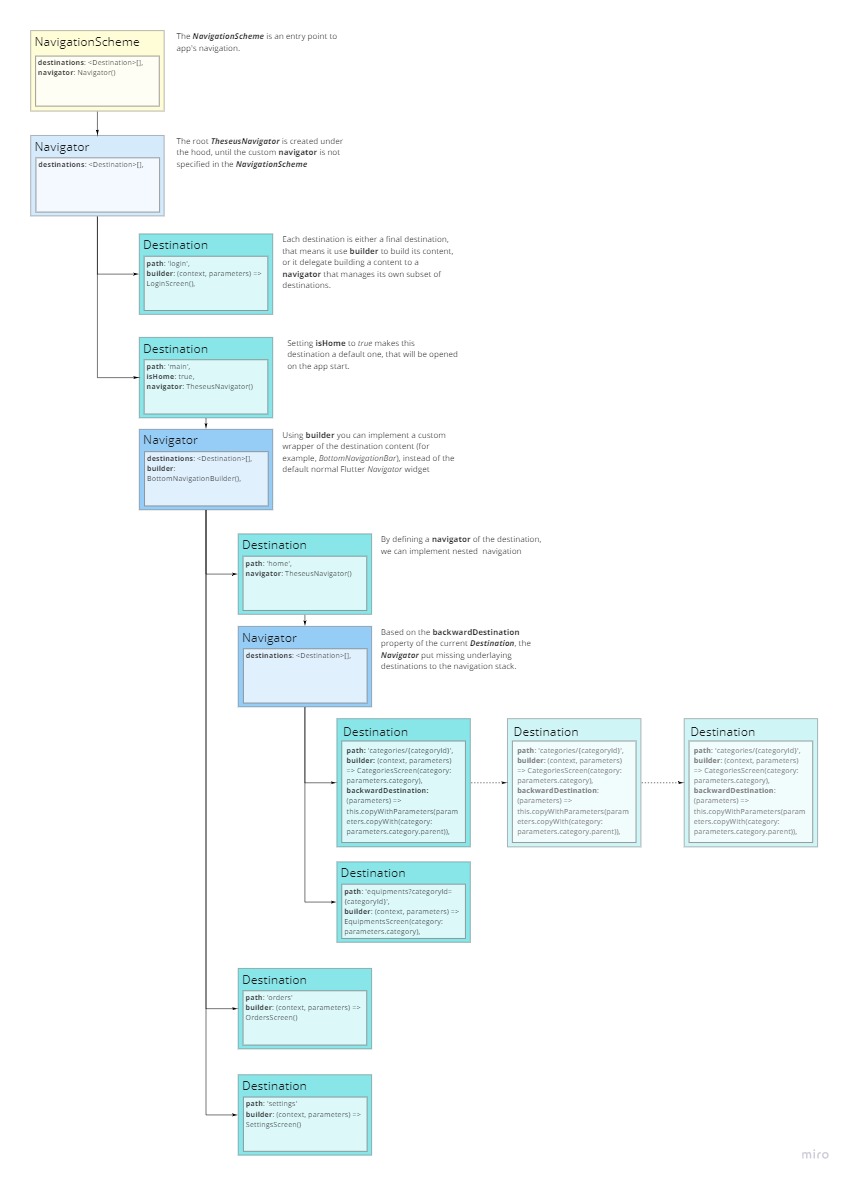 NavigationScheme
destinations: <Destination>[],
navigator: Navigator()
The NavigationScheme is an entry point to
app's navigation.
Navigator
destinations: <Destination>[],
The root TheseusNavigator is created under
the hood, until the custom navigator is not
specified in the NavigationScheme
Destination
path: 'login',
builder: (context, parameters) =>
LoginScreen(),
Each destination is either a final destination,
that means it use builder to build its content,
or it delegate building a content to a
navigator that manages its own subset of
destinations.
Destination
path: 'main',
isHome: true,
navigator: TheseusNavigator()
Setting isHome to true makes this
destination a default one, that will be opened
on the app start.
Navigator
destinations: <Destination>[],
builder:
BottomNavigationBuilder(),
Using builder you can implement a custom
wrapper of the destination content (for
example, BottomNavigationBar), instead of the
default normal Flutter Navigator widget
Destination
path: 'home',
navigator: TheseusNavigator()
By defining a navigator of the destination,
we can implement nested  navigation
Navigator
destinations: <Destination>[],
Based on the backwardDestination
property of the current Destination, the
Navigator put missing underlaying
destinations to the navigation stack.
Destination
path: 'categories/{categoryId}',
builder: (context, parameters)
=> CategoriesScreen(category:
parameters.category),
backwardDestination:
(parameters) =>
this.copyWithParameters(param
eters.copyWith(category:
parameters.category.parent)),
Destination
path: 'categories/{categoryId}',
builder: (context, parameters)
=> CategoriesScreen(category:
parameters.category),
backwardDestination:
(parameters) =>
this.copyWithParameters(param
eters.copyWith(category:
parameters.category.parent)),
Destination
path: 'categories/{categoryId}',
builder: (context, parameters)
=> CategoriesScreen(category:
parameters.category),
backwardDestination:
(parameters) =>
this.copyWithParameters(param
eters.copyWith(category:
parameters.category.parent)),
Destination
path: 'equipments?categoryId=
{categoryId}',
builder: (context, parameters) =>
EquipmentsScreen(category:
parameters.category),
Destination
path: 'orders'
builder: (context, parameters) =>
OrdersScreen()
Destination
path: 'settings'
builder: (context, parameters) =>
SettingsScreen()
miro